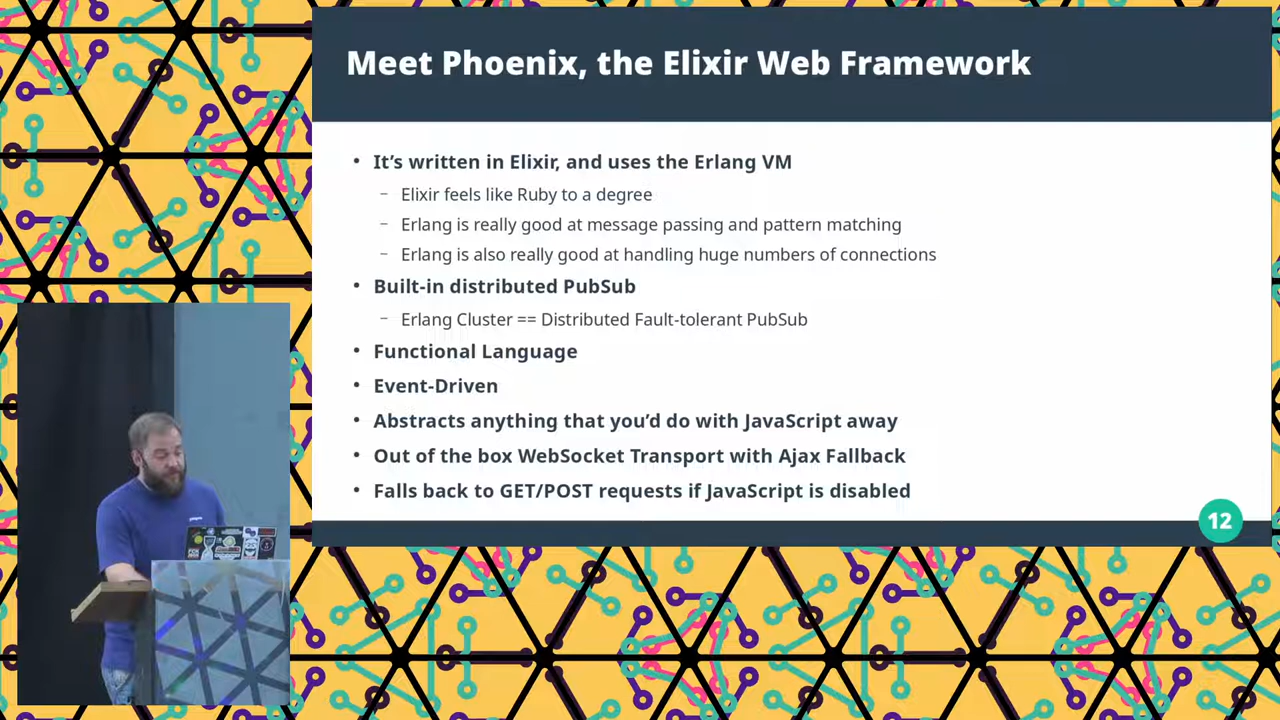 Meet Phoenix, the Elixir Web Framework
• It's written in Elixir, and uses the Erlang VM
– Elixir feels like Ruby to a degree
– Erlang is really good at message passing and pattern matching
– Erlang is also really good at handling huge numbers of connections
• Built-in distributed PubSub
– Erlang Cluster == Distributed Fault-tolerant PubSub
• Functional Language
• Event-Driven
• Abstracts anything that you'd do with JavaScript away
• Out of the box WebSocket Transport with Ajax Fallback
• Falls back to GET/POST requests if JavaScript is disabled
12